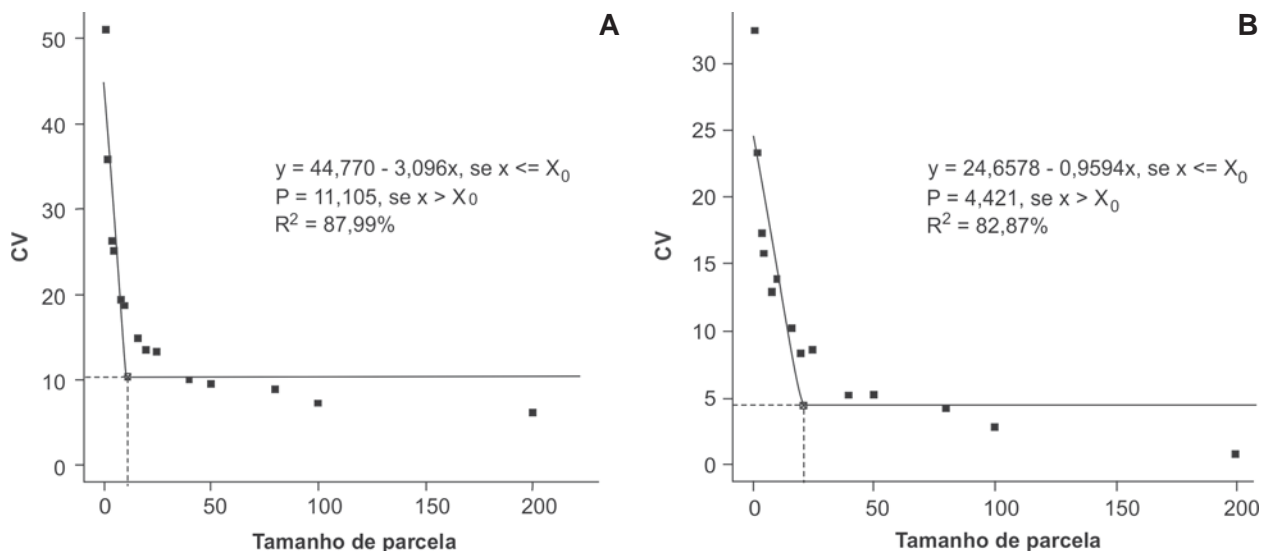 A
50
40
30
20
10
0
CV
y = 44,770 - 3,096x, se x <= X₀
P = 11,105, se x > X₀
R² = 87,99%
0 50 100 150 200
Tamanho de parcela
B
30
25
20
15
10
5
0
CV
y = 24,6578 - 0,9594x, se x <= X₀
P = 4,421, se x > X₀
R² = 82,87%
0 50 100 150 200
Tamanho de parcela